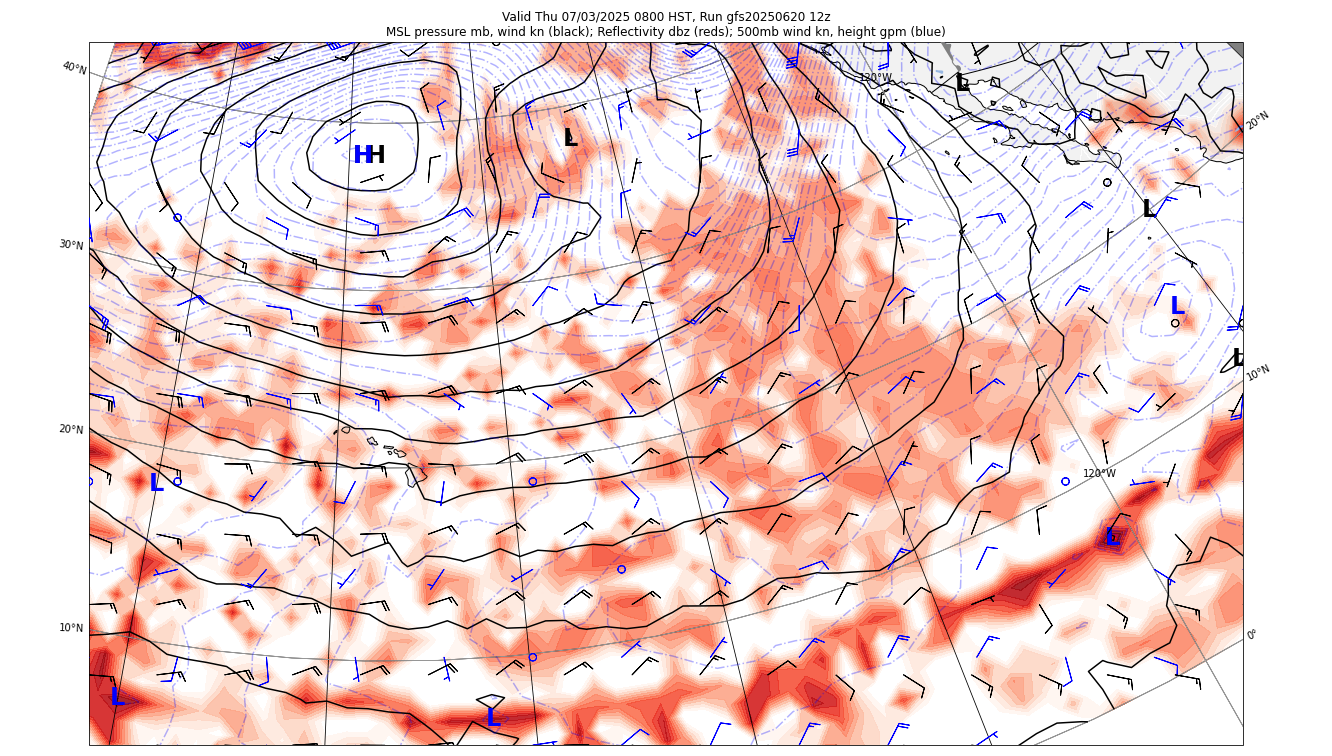 Valid Thu 07/03/2025 0800 HST, Run gfs20250620 12z
MSL pressure mb, wind kn (black); Reflectivity dbz (reds); 500mb wind kn, height gpm (blue)
40°N
120°W
L
20°N
L
H
H
L
30°N
L
L
10°N
20°N
120°W
L
L
10°N
0°
L
L